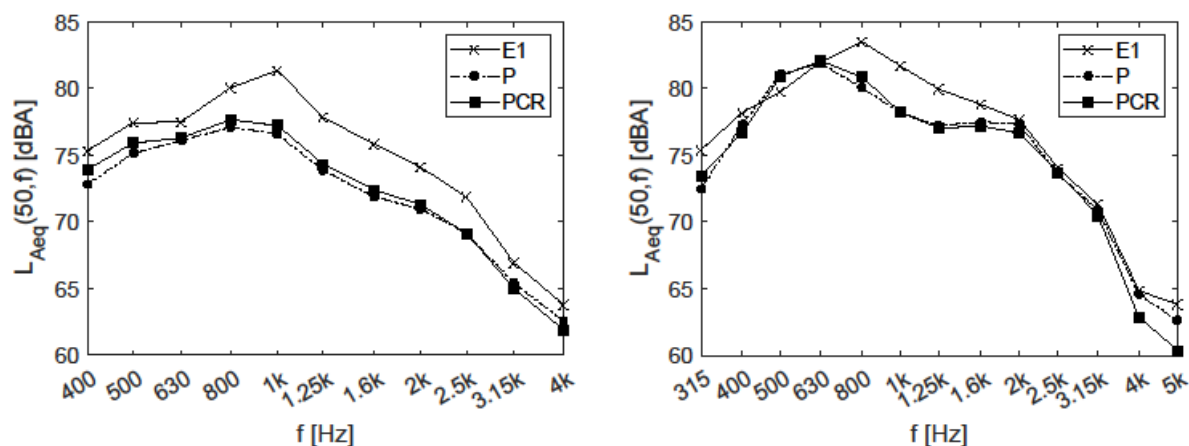 85
80
75
70
65
60
L_Aeq(50,f) [dBA]
E1
P
PCR
400 500 630 800 1k 1.25k 1.6k 2k 2.5k 3.15k 4k
f [Hz]
85
80
75
70
65
60
L_Aeq(50,f) [dBA]
E1
P
PCR
315 400 500 630 800 1k 1.25k 1.6k 2k 2.5k 3.15k 4k 5k
f [Hz]